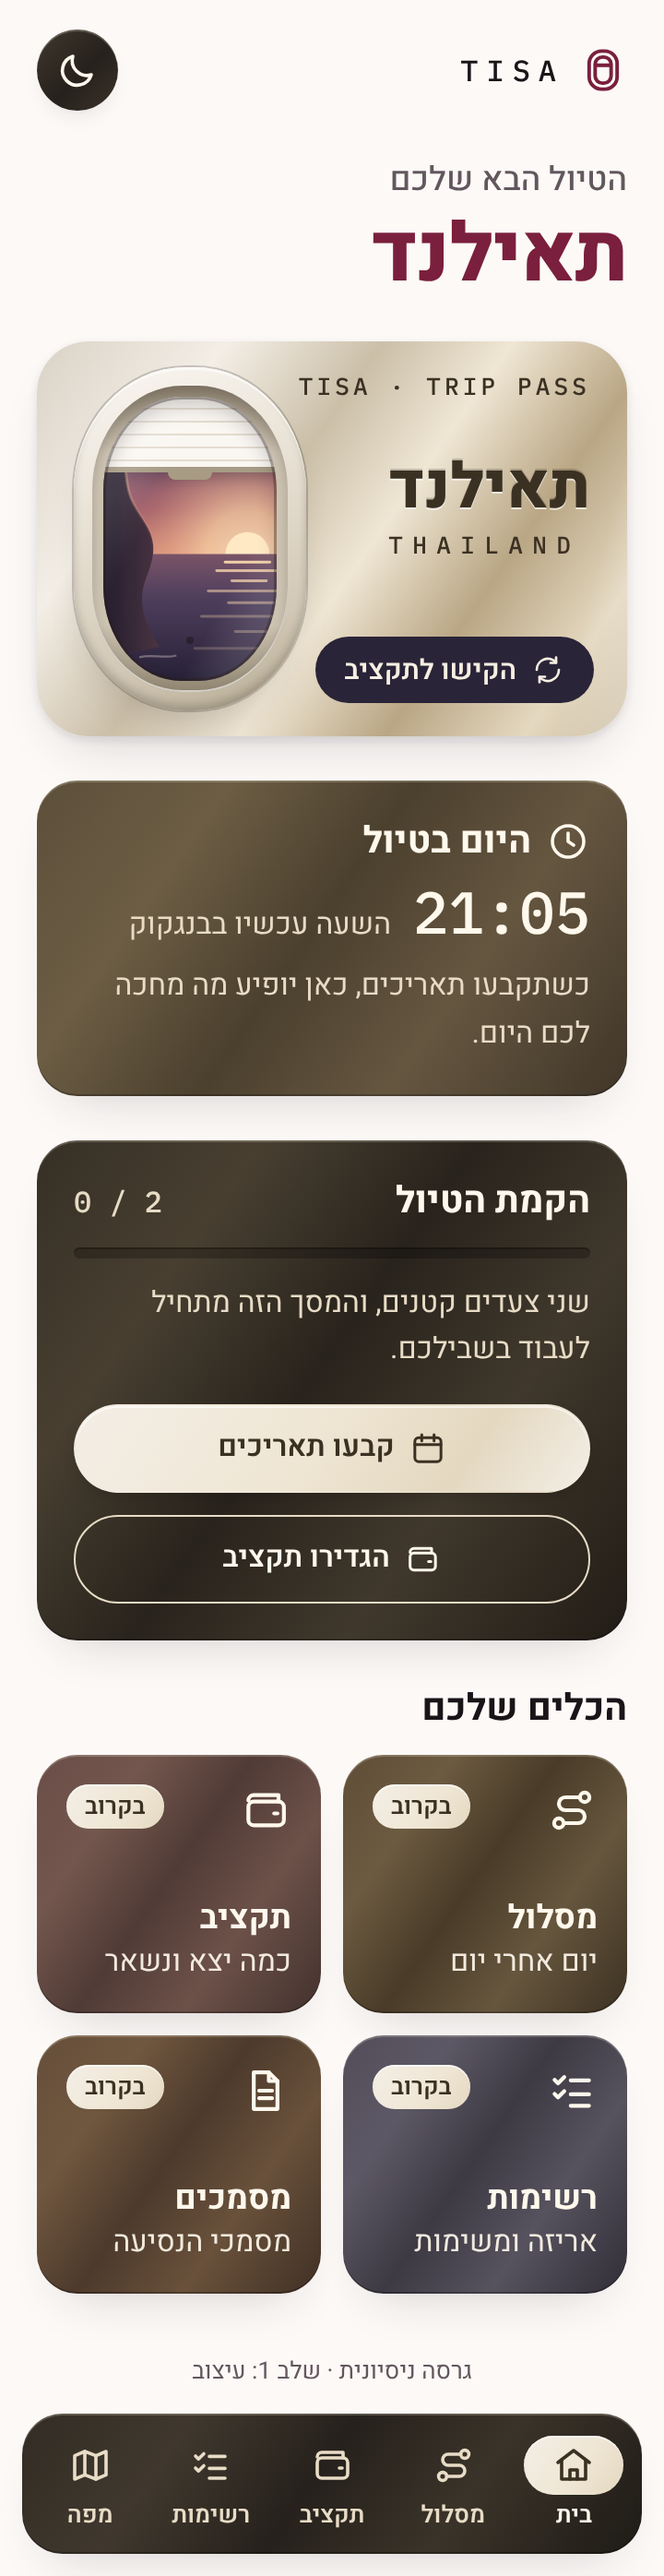 TISA
הטיול הבא שלכם
תאילנד
TISA · TRIP PASS
תאילנד
THAILAND
הקישו לתקציב
היום בטיול
21:05 השעה עכשיו בבנגקוק
כשתקבעו תאריכים, כאן יופיע מה מחכה
לכם היום.
הקמת הטיול
0 / 2
שני צעדים קטנים, והמסך הזה מתחיל
לעבוד בשבילכם.
קבעו תאריכים
הגדירו תקציב
הכלים שלכם
בקרוב
מסלול
יום אחרי יום
בקרוב
תקציב
כמה יצא ונשאר
בקרוב
רשימות
אריזה ומשימות
בקרוב
מסמכים
מסמכי הנסיעה
גרסה ניסיונית · שלב 1: עיצוב
בית
מסלול
תקציב
רשימות
מפה